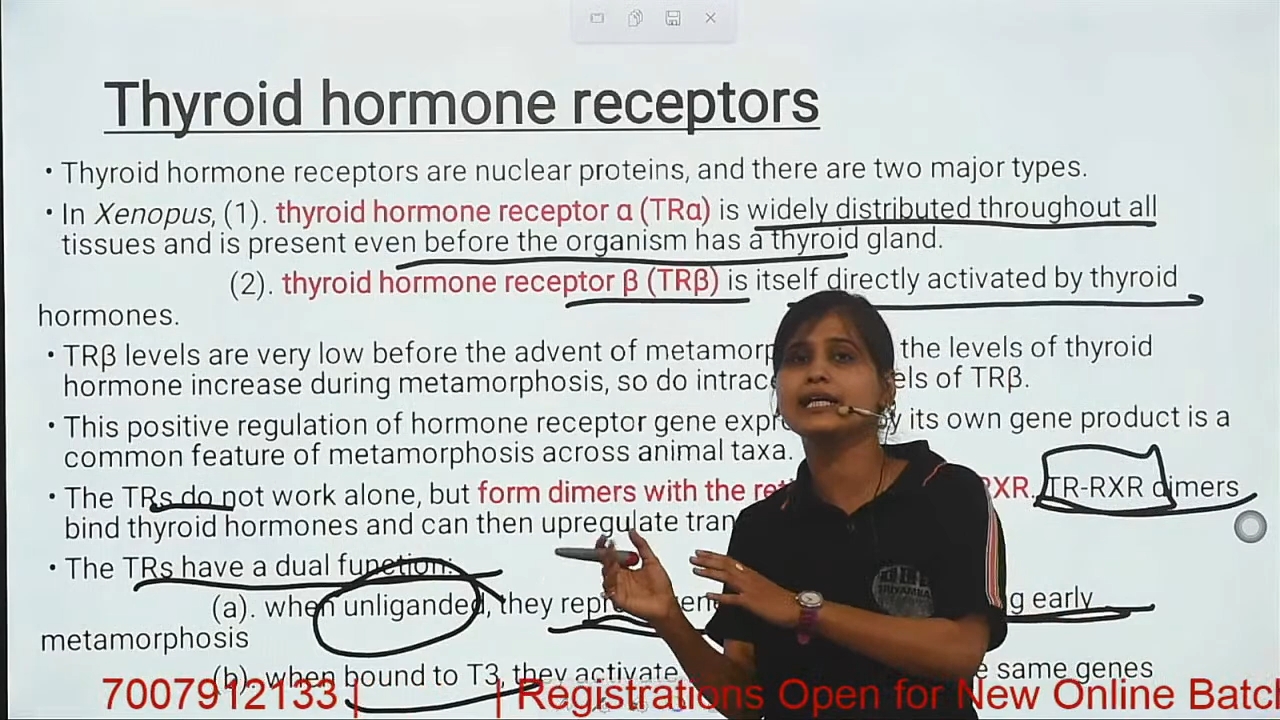 Thyroid hormone receptors
• Thyroid hormone receptors are nuclear proteins, and there are two major types.
• In Xenopus, (1). thyroid hormone receptor α (TRα) is widely distributed throughout all
tissues and is present even before the organism has a thyroid gland.
(2). thyroid hormone receptor β (TRβ) is itself directly activated by thyroid
hormones.
• TRβ levels are very low before the advent of the levels of thyroid
hormone increase during metamorphosis, so do of TRβ.
• This positive regulation of hormone receptor gene its own gene product is a
common feature of metamorphosis across animal taxa.
• The TRs do not work alone, but form dimers with the RXR. TR-RXR dimers
bind thyroid hormones and can then upregulate
• The TRs have a dual function:
(a). when unliganded, they early
metamorphosis
(b). when bound to T3, they activate same genes
7007912133 | | Registrations Open for New Online Batc